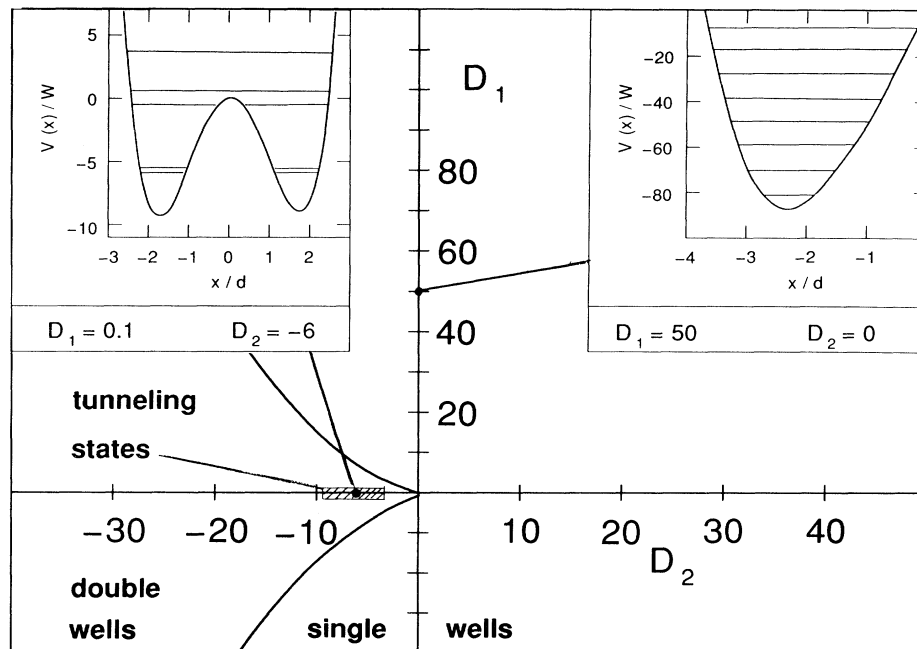 5
0
−5
−10
V (x) / W
−3 −2 −1 0 1 2
x / d
D1 = 0.1 D2 = −6
D1
80
60
40
20
−20
−40
−60
−80
V (x) / W
−4 −3 −2 −1
x / d
D1 = 50 D2 = 0
tunneling
states
−30 −20 −10 10 20 30 40
D2
double
wells
single wells